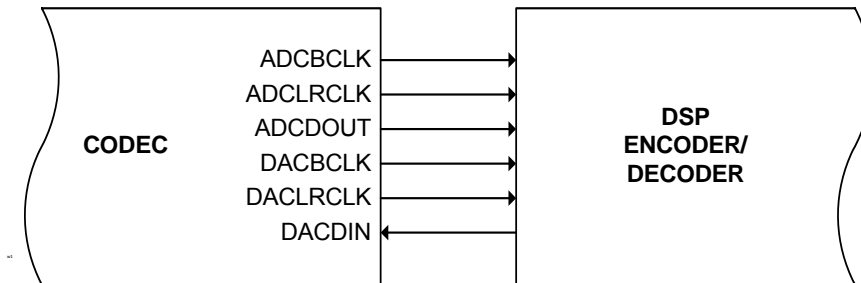 ADCBCLK
ADCLRCLK
ADCDOUT
DACBCLK
DACLRCLK
DACDIN
CODEC
DSP
ENCODER/
DECODER